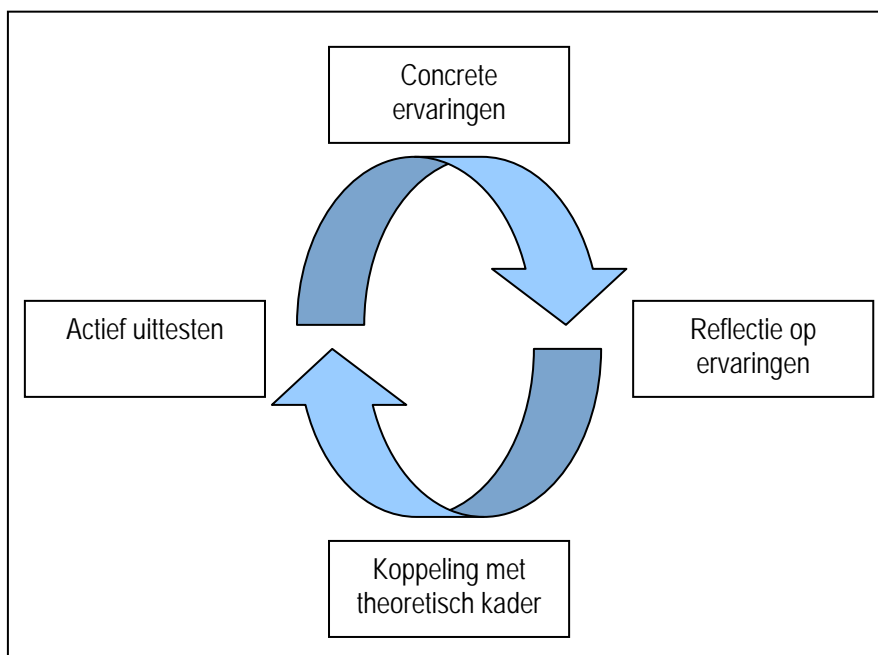 Concrete
ervaringen
Actief uittesten
Reflectie op
ervaringen
Koppeling met
theoretisch kader